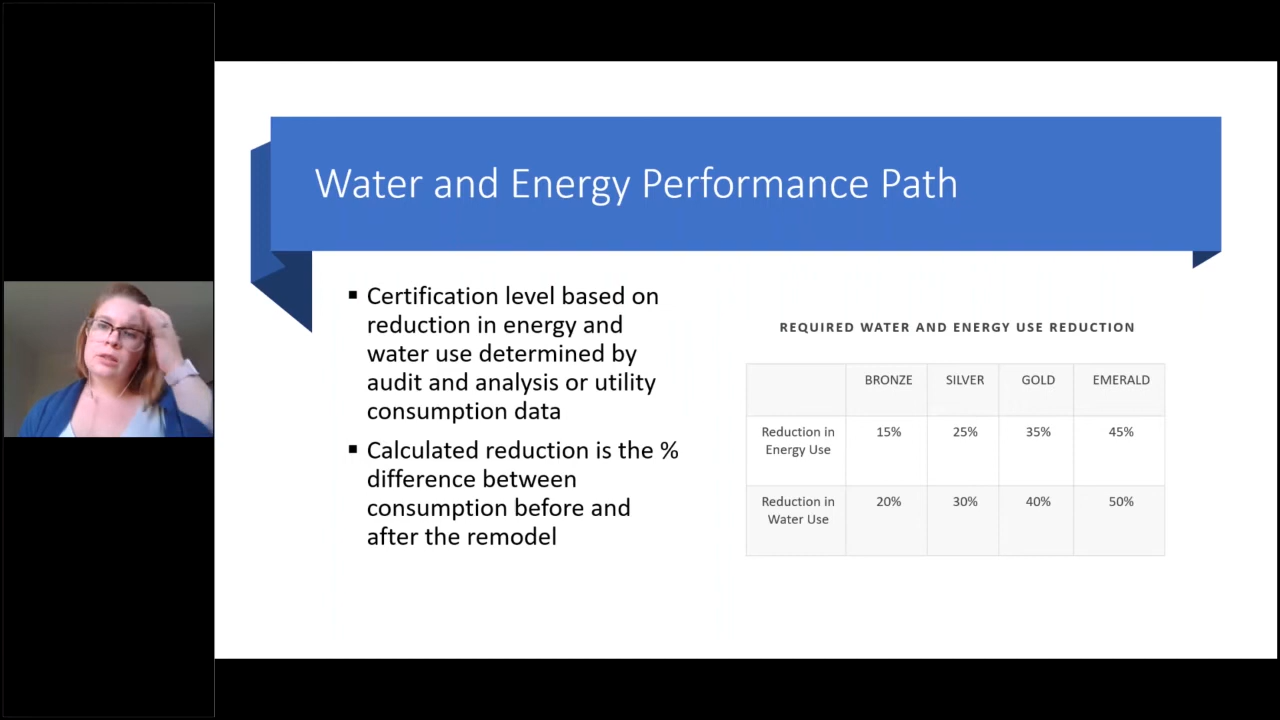 Water and Energy Performance Path
▪ Certification level based on
reduction in energy and
water use determined by
audit and analysis or utility
consumption data
▪ Calculated reduction is the %
difference between
consumption before and
after the remodel
REQUIRED WATER AND ENERGY USE REDUCTION
BRONZE SILVER GOLD EMERALD
Reduction in
Energy Use
15% 25% 35% 45%
Reduction in
Water Use
20% 30% 40% 50%